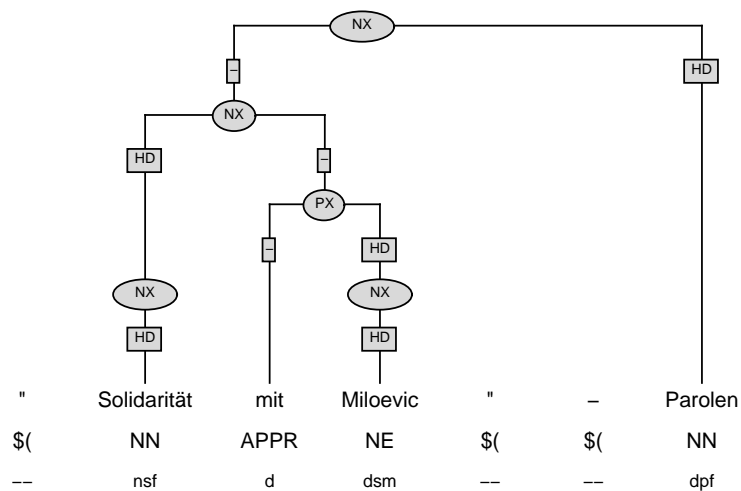 NX
– HD
NX
HD –
PX
– HD
NX NX
HD HD
" Solidarität mit Miloevic " – Parolen
$( NN APPR NE $( $( NN
–– nsf d dsm –– –– dpf